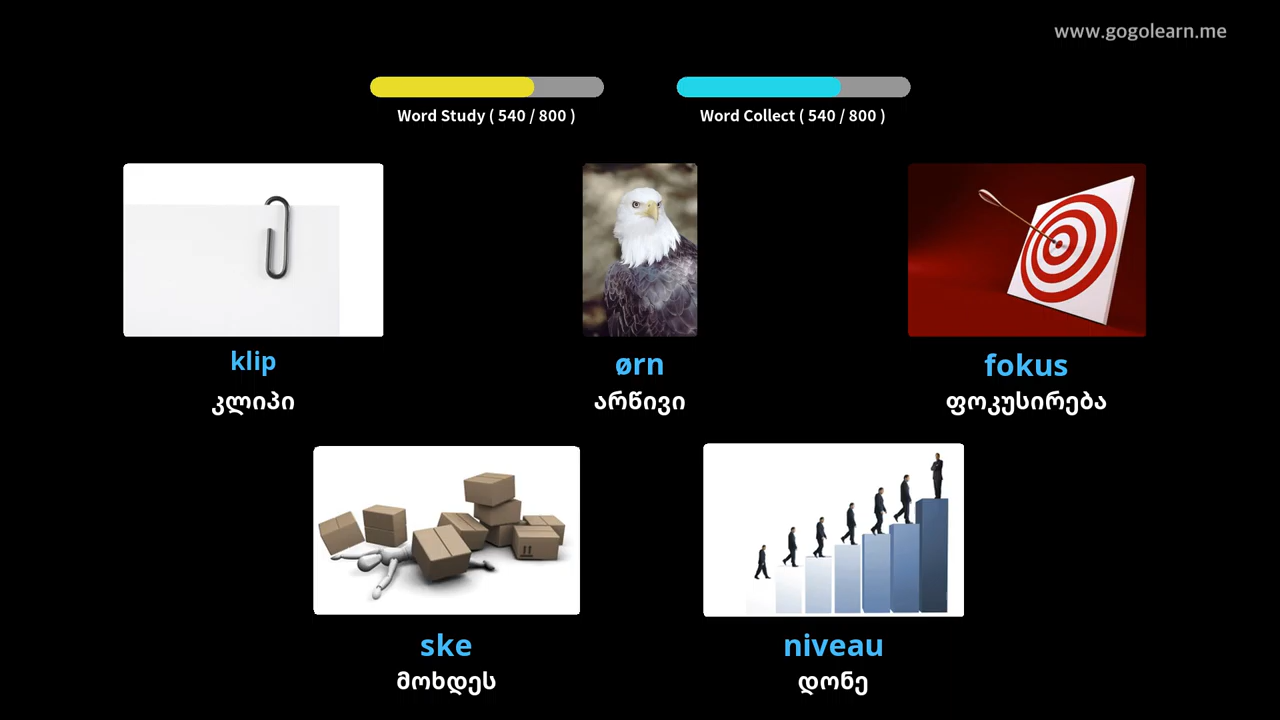 www.gogolearn.me
Word Study ( 540 / 800 )
Word Collect ( 540 / 800 )
klip
კლიპი
ørn
არწივი
fokus
ფოკუსირება
ske
მოხდეს
niveau
დონე